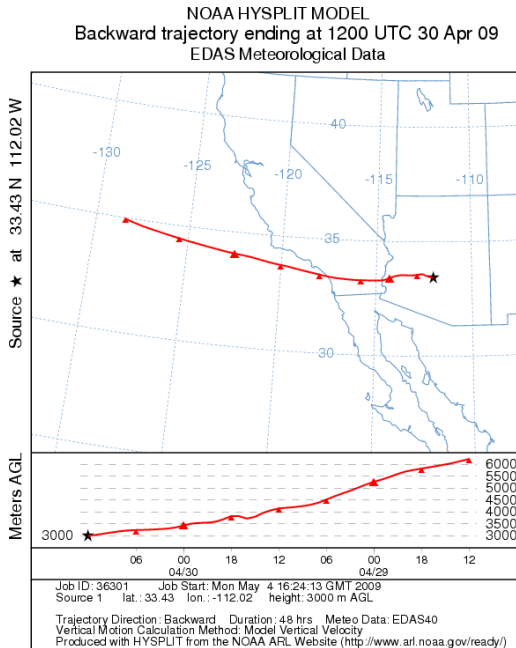 NOAA HYSPLIT MODEL
Backward trajectory ending at 1200 UTC 30 Apr 09
EDAS Meteorological Data
Source ★ at 33.43 N 112.02 W
-130
-125
-120
-115
-110
40
35
30
Meters AGL
3000
6000
5500
5000
4500
4000
3500
3000
06 00 18 12 06 00 18 12
04/30 04/29
Job ID: 36301 Job Start: Mon May 4 16:24:13 GMT 2009
Source 1 lat.: 33.43 lon.: -112.02 height: 3000 m AGL
Trajectory Direction: Backward Duration: 48 hrs Meteo Data: EDAS40
Vertical Motion Calculation Method: Model Vertical Velocity
Produced with HYSPLIT from the NOAA ARL Website (http://www.arl.noaa.gov/ready/)